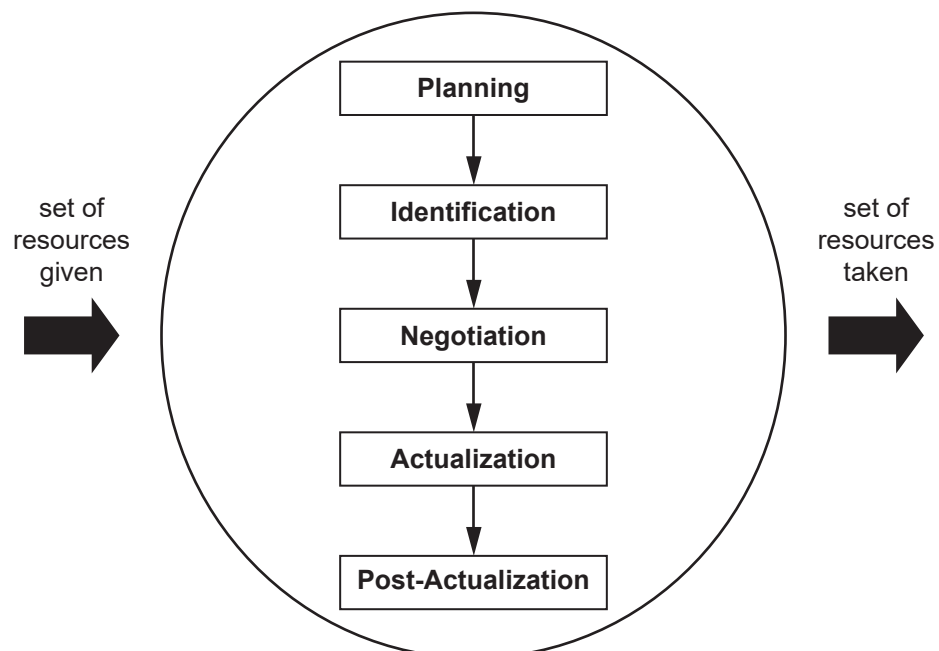 Planning
Identification
set of
resources
given
set of
resources
taken
Negotiation
Actualization
Post-Actualization